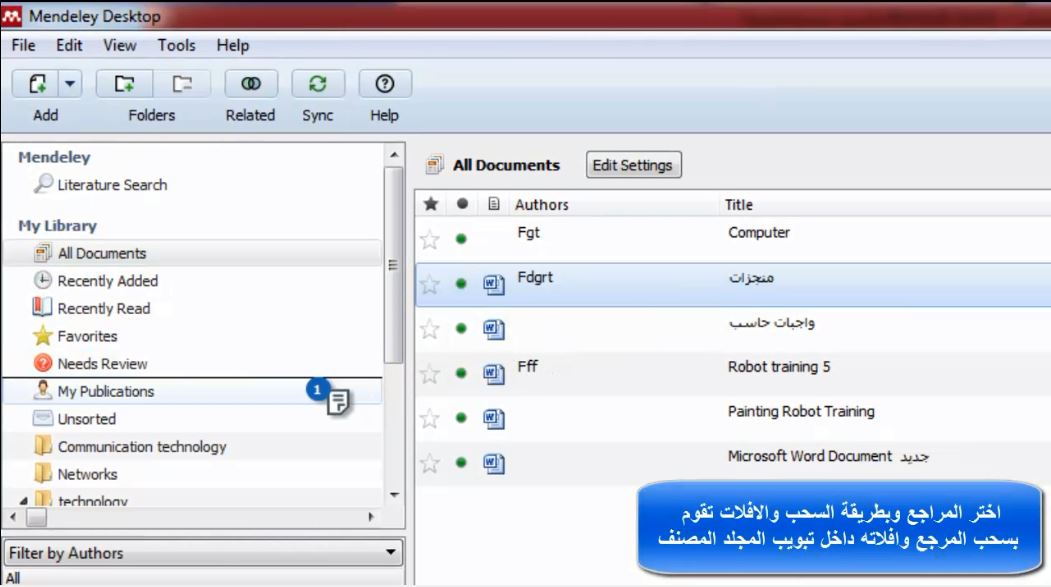 Mendeley Desktop
File Edit View Tools Help
Add Folders Related Sync Help
Mendeley
Literature Search
My Library
All Documents
Recently Added
Recently Read
Favorites
Needs Review
My Publications
1
Unsorted
Communication technology
Networks
technology
Filter by Authors
All
All Documents Edit Settings
Authors Title
Fgt Computer
Fdgrt منجزات
واجبات حاسب
Fff Robot training 5
Painting Robot Training
Microsoft Word Document جديد
اختر المراجع وبطريقة السحب والافلات تقوم
بسحب المرجع وافلاته داخل تبويب المجلد المصنف